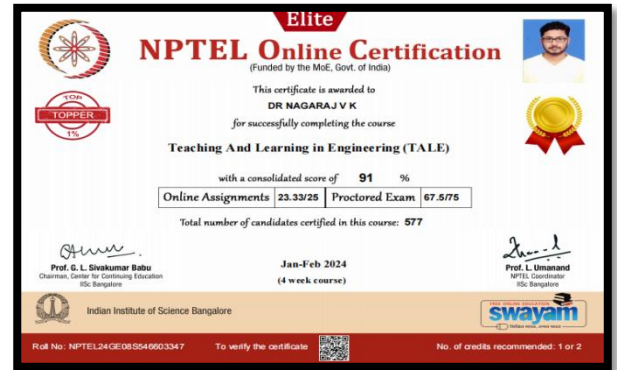 Elite
NPTEL Online Certification
(Funded by the MoE, Govt. of India)
This certificate is awarded to
DR NAGARAJ V K
for successfully completing the course
Teaching And Learning in Engineering (TALE)
with a consolidated score of 91 %
Online Assignments 23.33/25 Proctored Exam 67.5/75
Total number of candidates certified in this course: 577
TOP
TOPPER
1%
Prof. G. L. Sivakumar Babu
Chairman, Center for Continuing Education
IISc Bangalore
Jan-Feb 2024
(4 week course)
Prof. L. Umanand
NPTEL Coordinator
IISc Bangalore
Indian Institute of Science Bangalore
FREE ONLINE EDUCATION
swayam
Roll No: NPTEL24GE08S546603347 To verify the certificate No. of credits recommended: 1 or 2